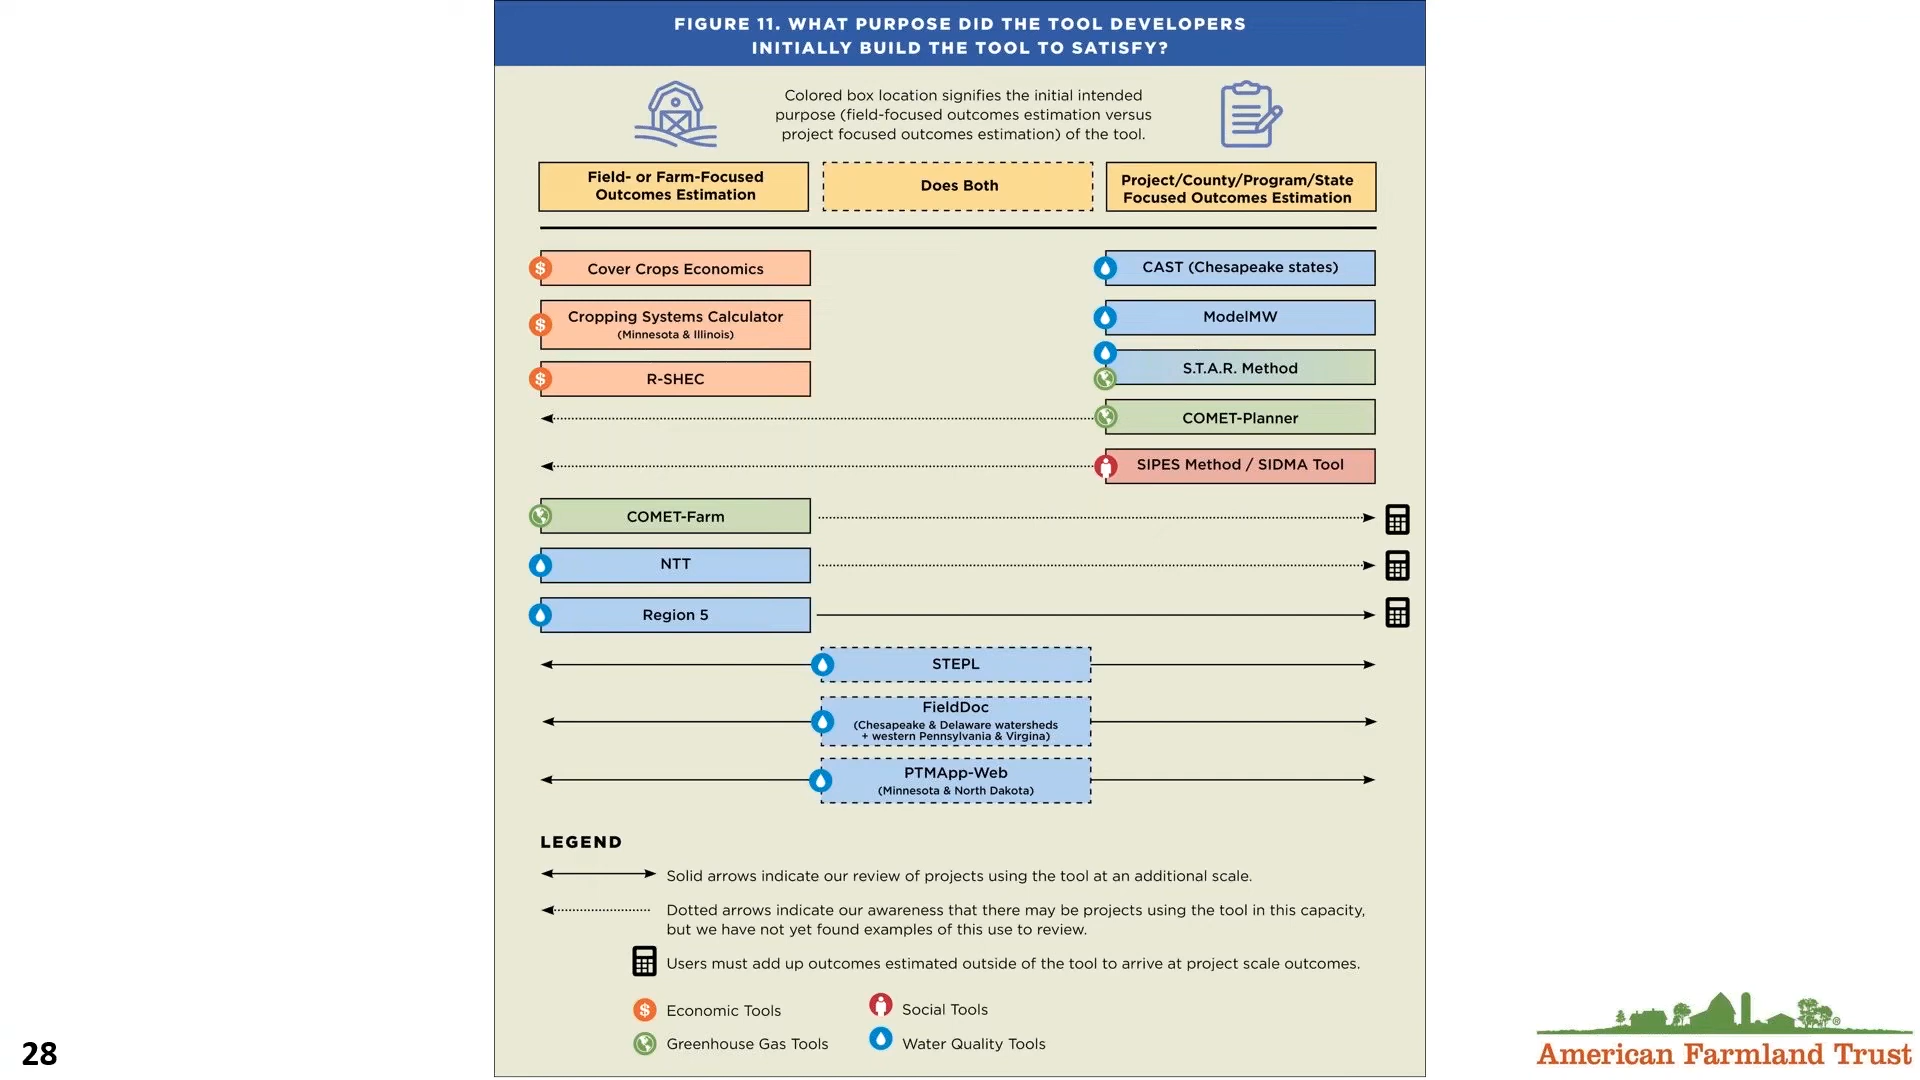 FIGURE 11. WHAT PURPOSE DID THE TOOL DEVELOPERS
INITIALLY BUILD THE TOOL TO SATISFY?
Colored box location signifies the initial intended
purpose (field-focused outcomes estimation versus
project focused outcomes estimation) of the tool.
Field- or Farm-Focused
Outcomes Estimation
Does Both
Project/County/Program/State
Focused Outcomes Estimation
$ Cover Crops Economics
CAST (Chesapeake states)
$ Cropping Systems Calculator
(Minnesota & Illinois)
ModelMW
S.T.A.R. Method
$ R-SHEC
COMET-Planner
SIPES Method / SIDMA Tool
COMET-Farm
NTT
Region 5
STEPL
FieldDoc
(Chesapeake & Delaware watersheds
+ western Pennsylvania & Virgina)
PTMApp-Web
(Minnesota & North Dakota)
LEGEND
Solid arrows indicate our review of projects using the tool at an additional scale.
Dotted arrows indicate our awareness that there may be projects using the tool in this capacity,
but we have not yet found examples of this use to review.
Users must add up outcomes estimated outside of the tool to arrive at project scale outcomes.
$ Economic Tools
Social Tools
Greenhouse Gas Tools
Water Quality Tools
28
®
American Farmland Trust